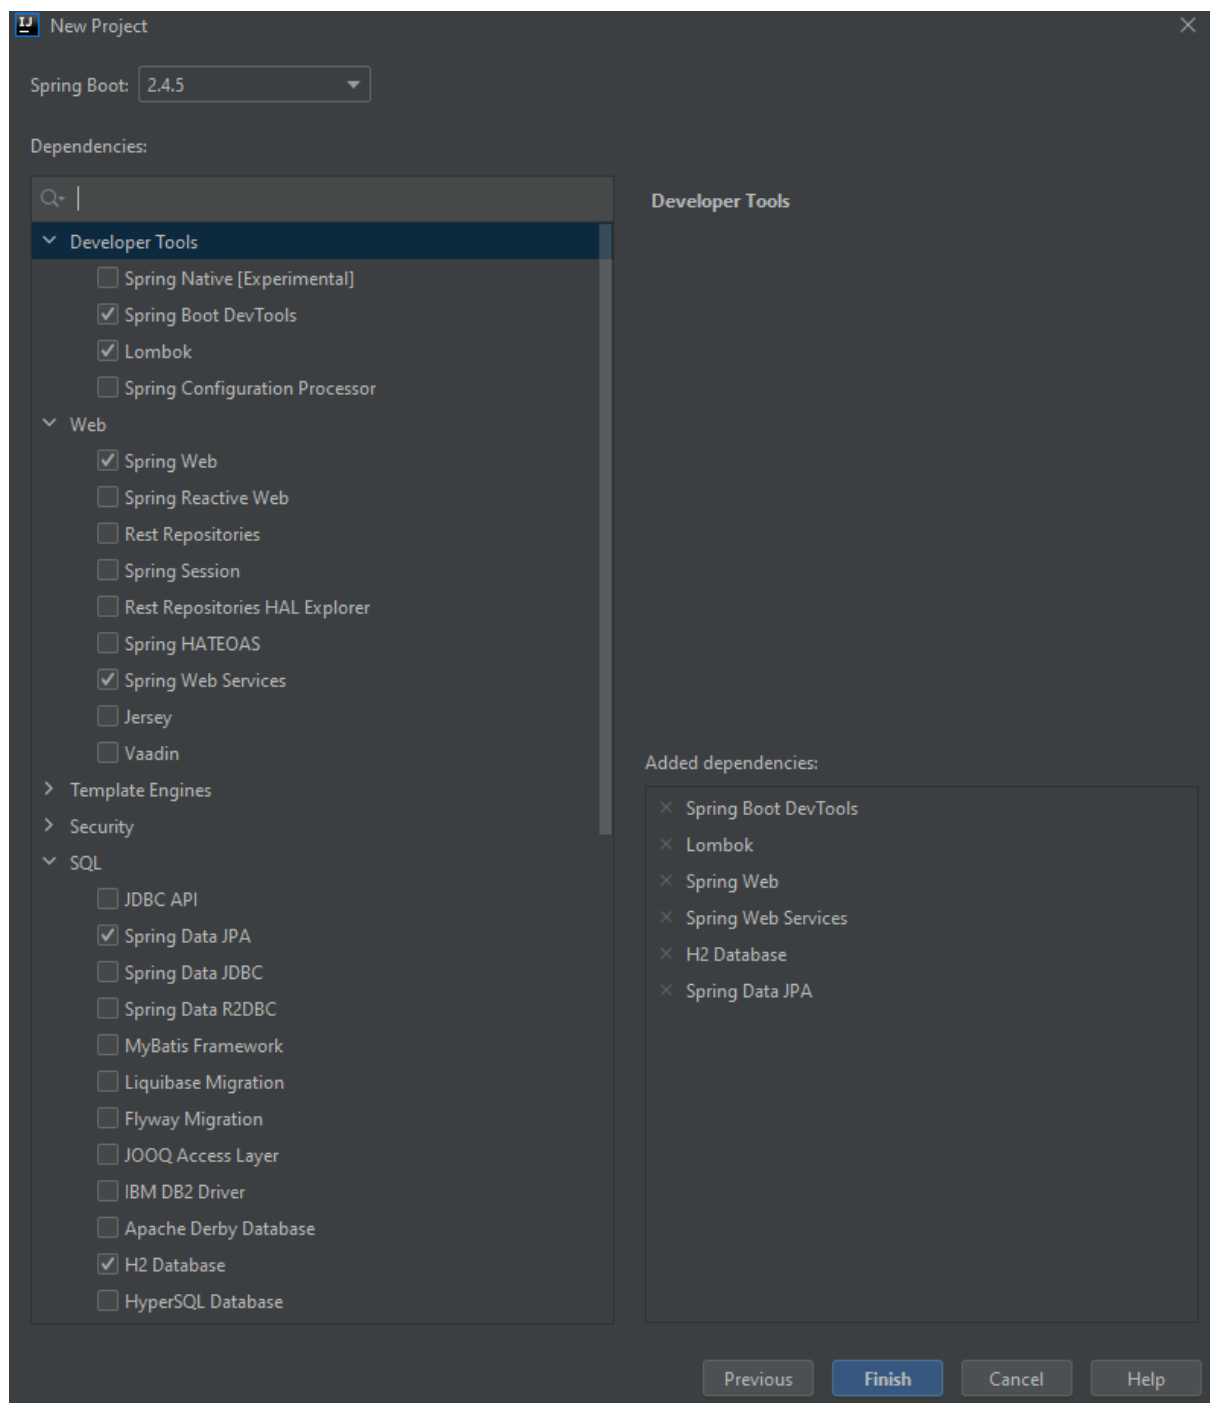 New Project
Spring Boot: 2.4.5
Dependencies:
Developer Tools
Spring Native [Experimental]
Spring Boot DevTools
Lombok
Spring Configuration Processor
Web
Spring Web
Spring Reactive Web
Rest Repositories
Spring Session
Rest Repositories HAL Explorer
Spring HATEOAS
Spring Web Services
Jersey
Vaadin
Template Engines
Security
SQL
JDBC API
Spring Data JPA
Spring Data JDBC
Spring Data R2DBC
MyBatis Framework
Liquibase Migration
Flyway Migration
JOOQ Access Layer
IBM DB2 Driver
Apache Derby Database
H2 Database
HyperSQL Database
Developer Tools
Added dependencies:
Spring Boot DevTools
Lombok
Spring Web
Spring Web Services
H2 Database
Spring Data JPA
Previous Finish Cancel Help